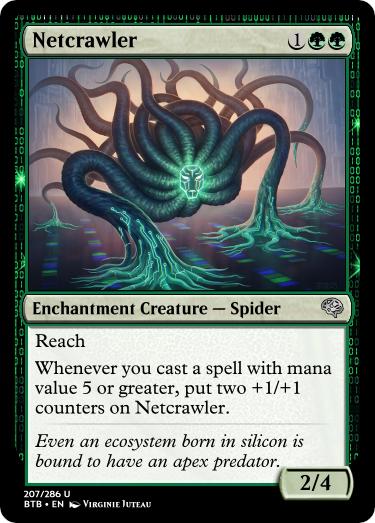 Netcrawler 1
Enchantment Creature — Spider
Reach
Whenever you cast a spell with mana
value 5 or greater, put two +1/+1
counters on Netcrawler.
Even an ecosystem born in silicon is
bound to have an apex predator.
2/4
207/286 U
BTB • EN Virginie Juteau